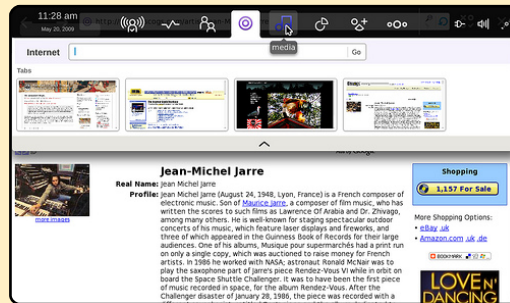 11:28 am
May 20, 2009
media
Internet
Go
Tabs
Jean-Michel Jarre
Real Name: Jean Michel Jarre
Profile: Jean Michel Jarre (August 24, 1948, Lyon, France) is a French composer of
electronic music. Son of Maurice Jarre, a composer of film music, who has
written the scores to such films as Lawrence Of Arabia and Dr. Zhivago,
among many others. He is well-known for staging spectacular outdoor
concerts of his music, which feature laser displays and fireworks, and
three of which appeared in the Guinness Book of Records for their large
audiences. One of his albums, Musique pour supermarchés had a print run
on only a single copy, which was auctioned to raise money for French
artists. In 1986 he worked with NASA; astronaut Ronald McNair was to
play the saxophone part of Jarre's piece Rendez-Vous VI while in orbit on
board the Space Shuttle Challenger. It was to have been the first piece
of music recorded in space, for the album Rendez-Vous. After the
Challenger disaster of January 28, 1986, the piece was recorded with a
more images
Shopping
1,157 For Sale
More Shopping Options:
• eBay .uk
• Amazon.com .uk .de
BOOKMARK
LOVE N'
DANCING